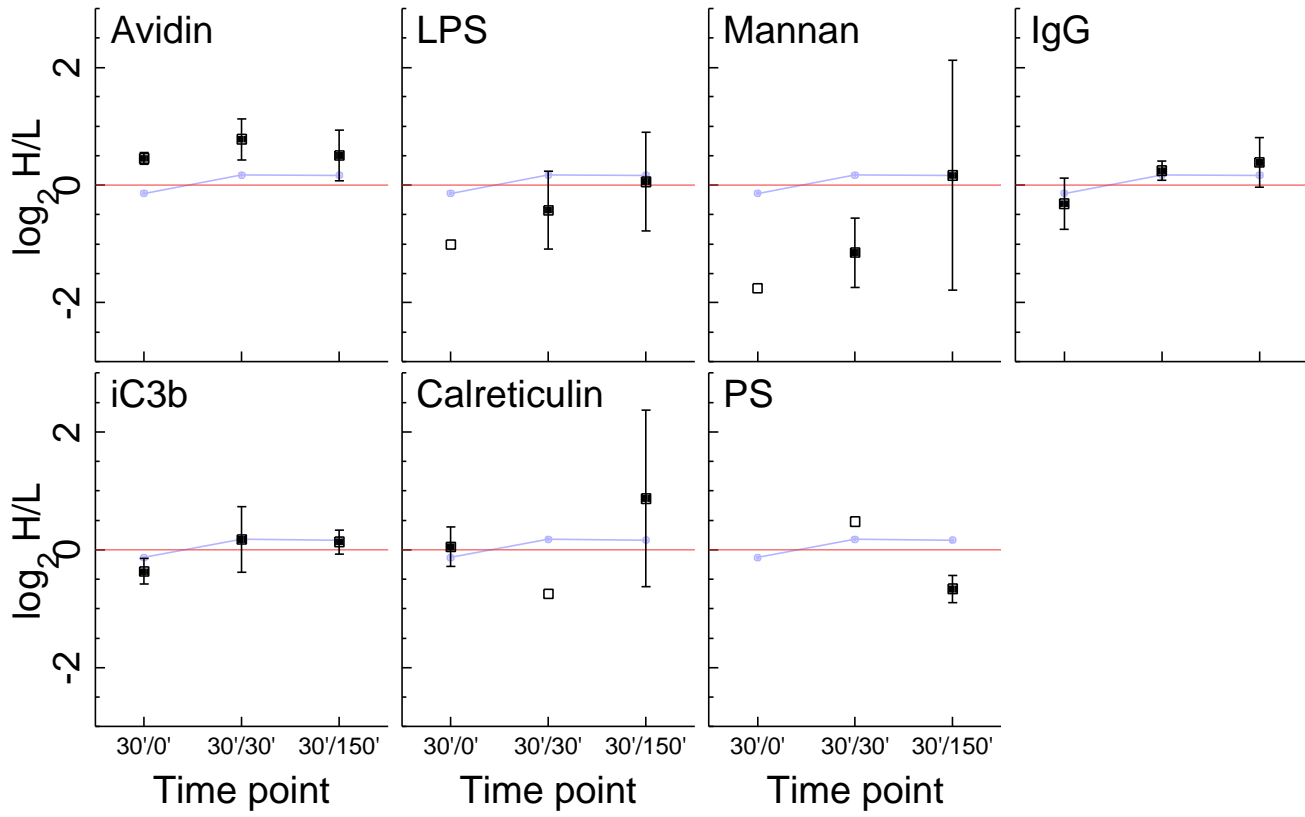 Avidin
LPS
Mannan
IgG
2
0
-2
log2 H/L
iC3b
Calreticulin
PS
2
0
-2
log2 H/L
30'/0' 30'/30' 30'/150'
30'/0' 30'/30' 30'/150'
30'/0' 30'/30' 30'/150'
Time point
Time point
Time point